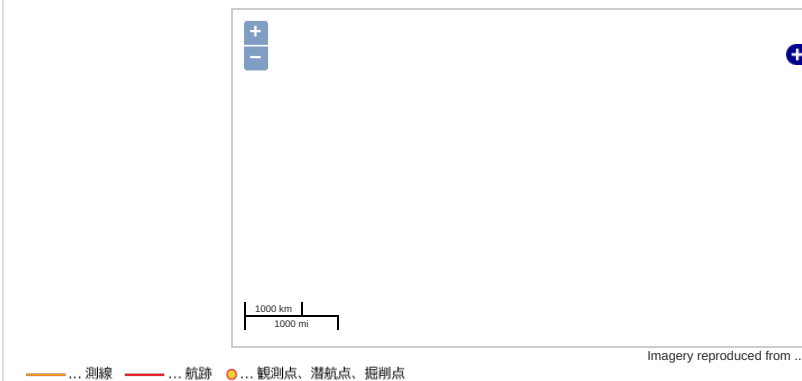 +
−
+
1000 km
1000 mi
Imagery reproduced from ..
… 測線 … 航跡 … 観測点、潜航点、掘削点